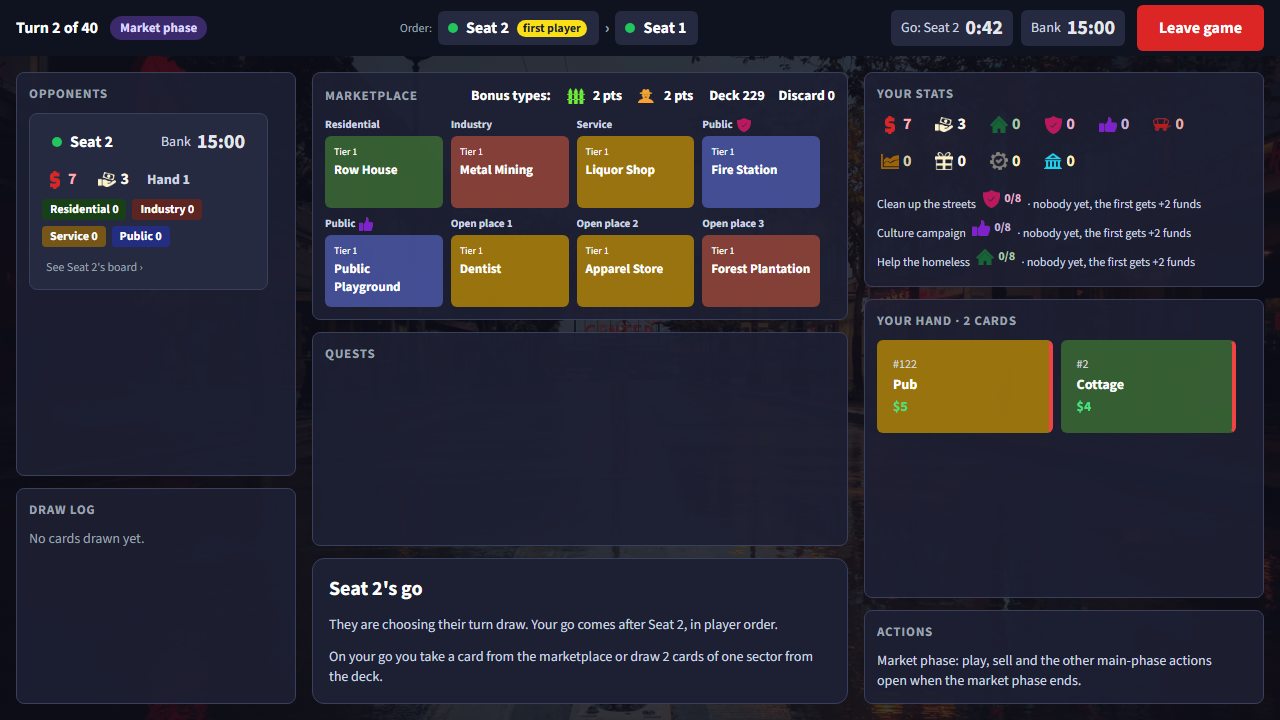 Turn 2 of 40 Market phase Order: Seat 2 first player › Seat 1 Go: Seat 2 0:42 Bank 15:00 Leave game
OPPONENTS
Seat 2 Bank 15:00
7 3 Hand 1
Residential 0 Industry 0
Service 0 Public 0
See Seat 2's board ›
DRAW LOG
No cards drawn yet.
MARKETPLACE Bonus types: 2 pts 2 pts Deck 229 Discard 0
Residential Industry Service Public
Tier 1 Tier 1 Tier 1 Tier 1
Row House Metal Mining Liquor Shop Fire Station
Public Open place 1 Open place 2 Open place 3
Tier 1 Tier 1 Tier 1 Tier 1
Public Dentist Apparel Store Forest Plantation
Playground
QUESTS
Seat 2's go
They are choosing their turn draw. Your go comes after Seat 2, in player order.
On your go you take a card from the marketplace or draw 2 cards of one sector from
the deck.
YOUR STATS
7 3 0 0 0 0
0 0 0 0
Clean up the streets 0/8 · nobody yet, the first gets +2 funds
Culture campaign 0/8 · nobody yet, the first gets +2 funds
Help the homeless 0/8 · nobody yet, the first gets +2 funds
YOUR HAND · 2 CARDS
#122 #2
Pub Cottage
$5 $4
ACTIONS
Market phase: play, sell and the other main-phase actions
open when the market phase ends.